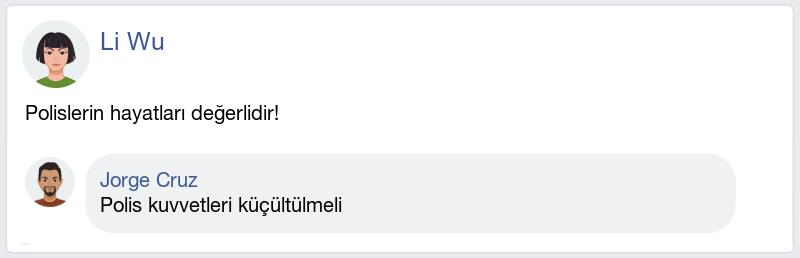 Li Wu
Polislerin hayatları değerlidir!
Jorge Cruz
Polis kuvvetleri küçültülmeli